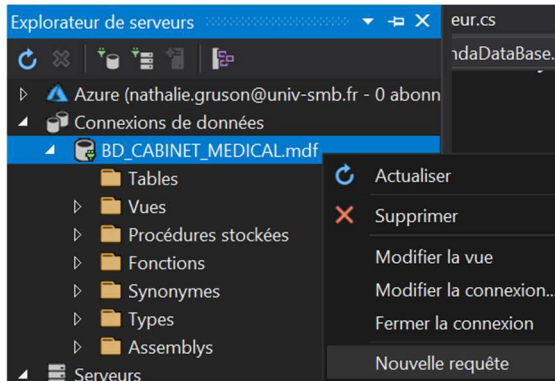 Explorateur de serveurs
eur.cs
ndaDataBase.
Azure (nathalie.gruson@univ-smb.fr - 0 abonn
Connexions de données
BD_CABINET_MEDICAL.mdf
Tables
Actualiser
Vues
Supprimer
Procédures stockées
Fonctions
Modifier la vue
Synonymes
Modifier la connexion...
Types
Fermer la connexion
Assemblys
Nouvelle requête
Serveurs